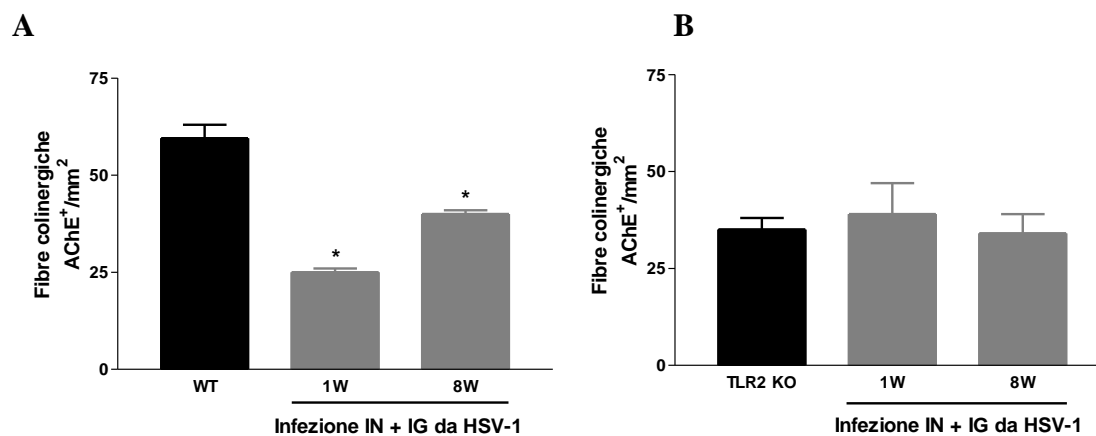 A
Fibre colinergiche
AChE+/mm2
75
50
25
0
*
*
WT
1W
8W
Infezione IN + IG da HSV-1
B
Fibre colinergiche
AChE+/mm2
75
50
25
0
TLR2 KO
1W
8W
Infezione IN + IG da HSV-1